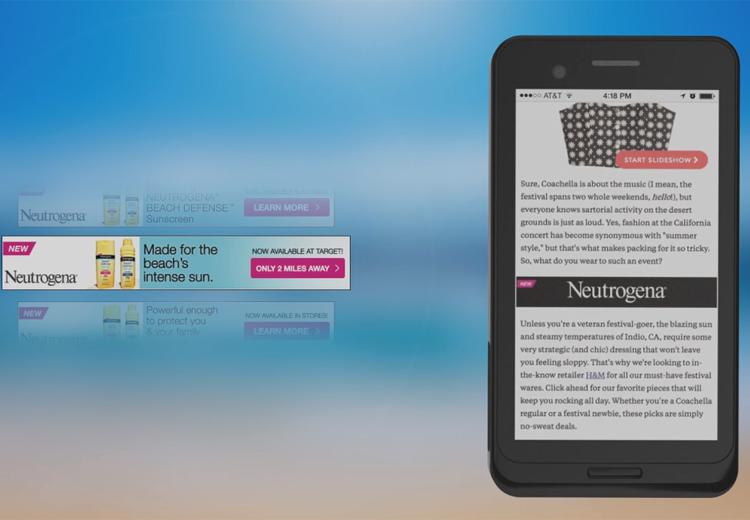 NEUTROGENA®
BEACH DEFENSE™
Sunscreen
Neutrogena
LEARN MORE
NEW
Neutrogena
Made for the
beach's
intense sun.
NOW AVAILABLE AT TARGET!
ONLY 2 MILES AWAY
NEW
Neutrogena
Powerful enough
to protect you
& your family
NOW AVAILABLE IN STORES!
LEARN MORE
AT&T 4:18 PM
START SLIDESHOW
Sure, Coachella is about the music (I mean, the
festival spans two whole weekends, hello!), but
everyone knows sartorial activity on the desert
grounds is just as loud. Yes, fashion at the California
concert has become synonymous with "summer
style," but that's what makes packing for it so tricky.
So, what do you wear to such an event?
NEW
Neutrogena
Unless you're a veteran festival-goer, the blazing sun
and steamy temperatures of Indio, CA, require some
very strategic (and chic) dressing that won't leave
you feeling sloppy. That's why we're looking to in-
the-know retailer H&M for all our must-have festival
wares. Click ahead for our favorite pieces that will
keep you rocking all day. Whether you're a Coachella
regular or a festival newbie, these picks are simply
no-sweat deals.